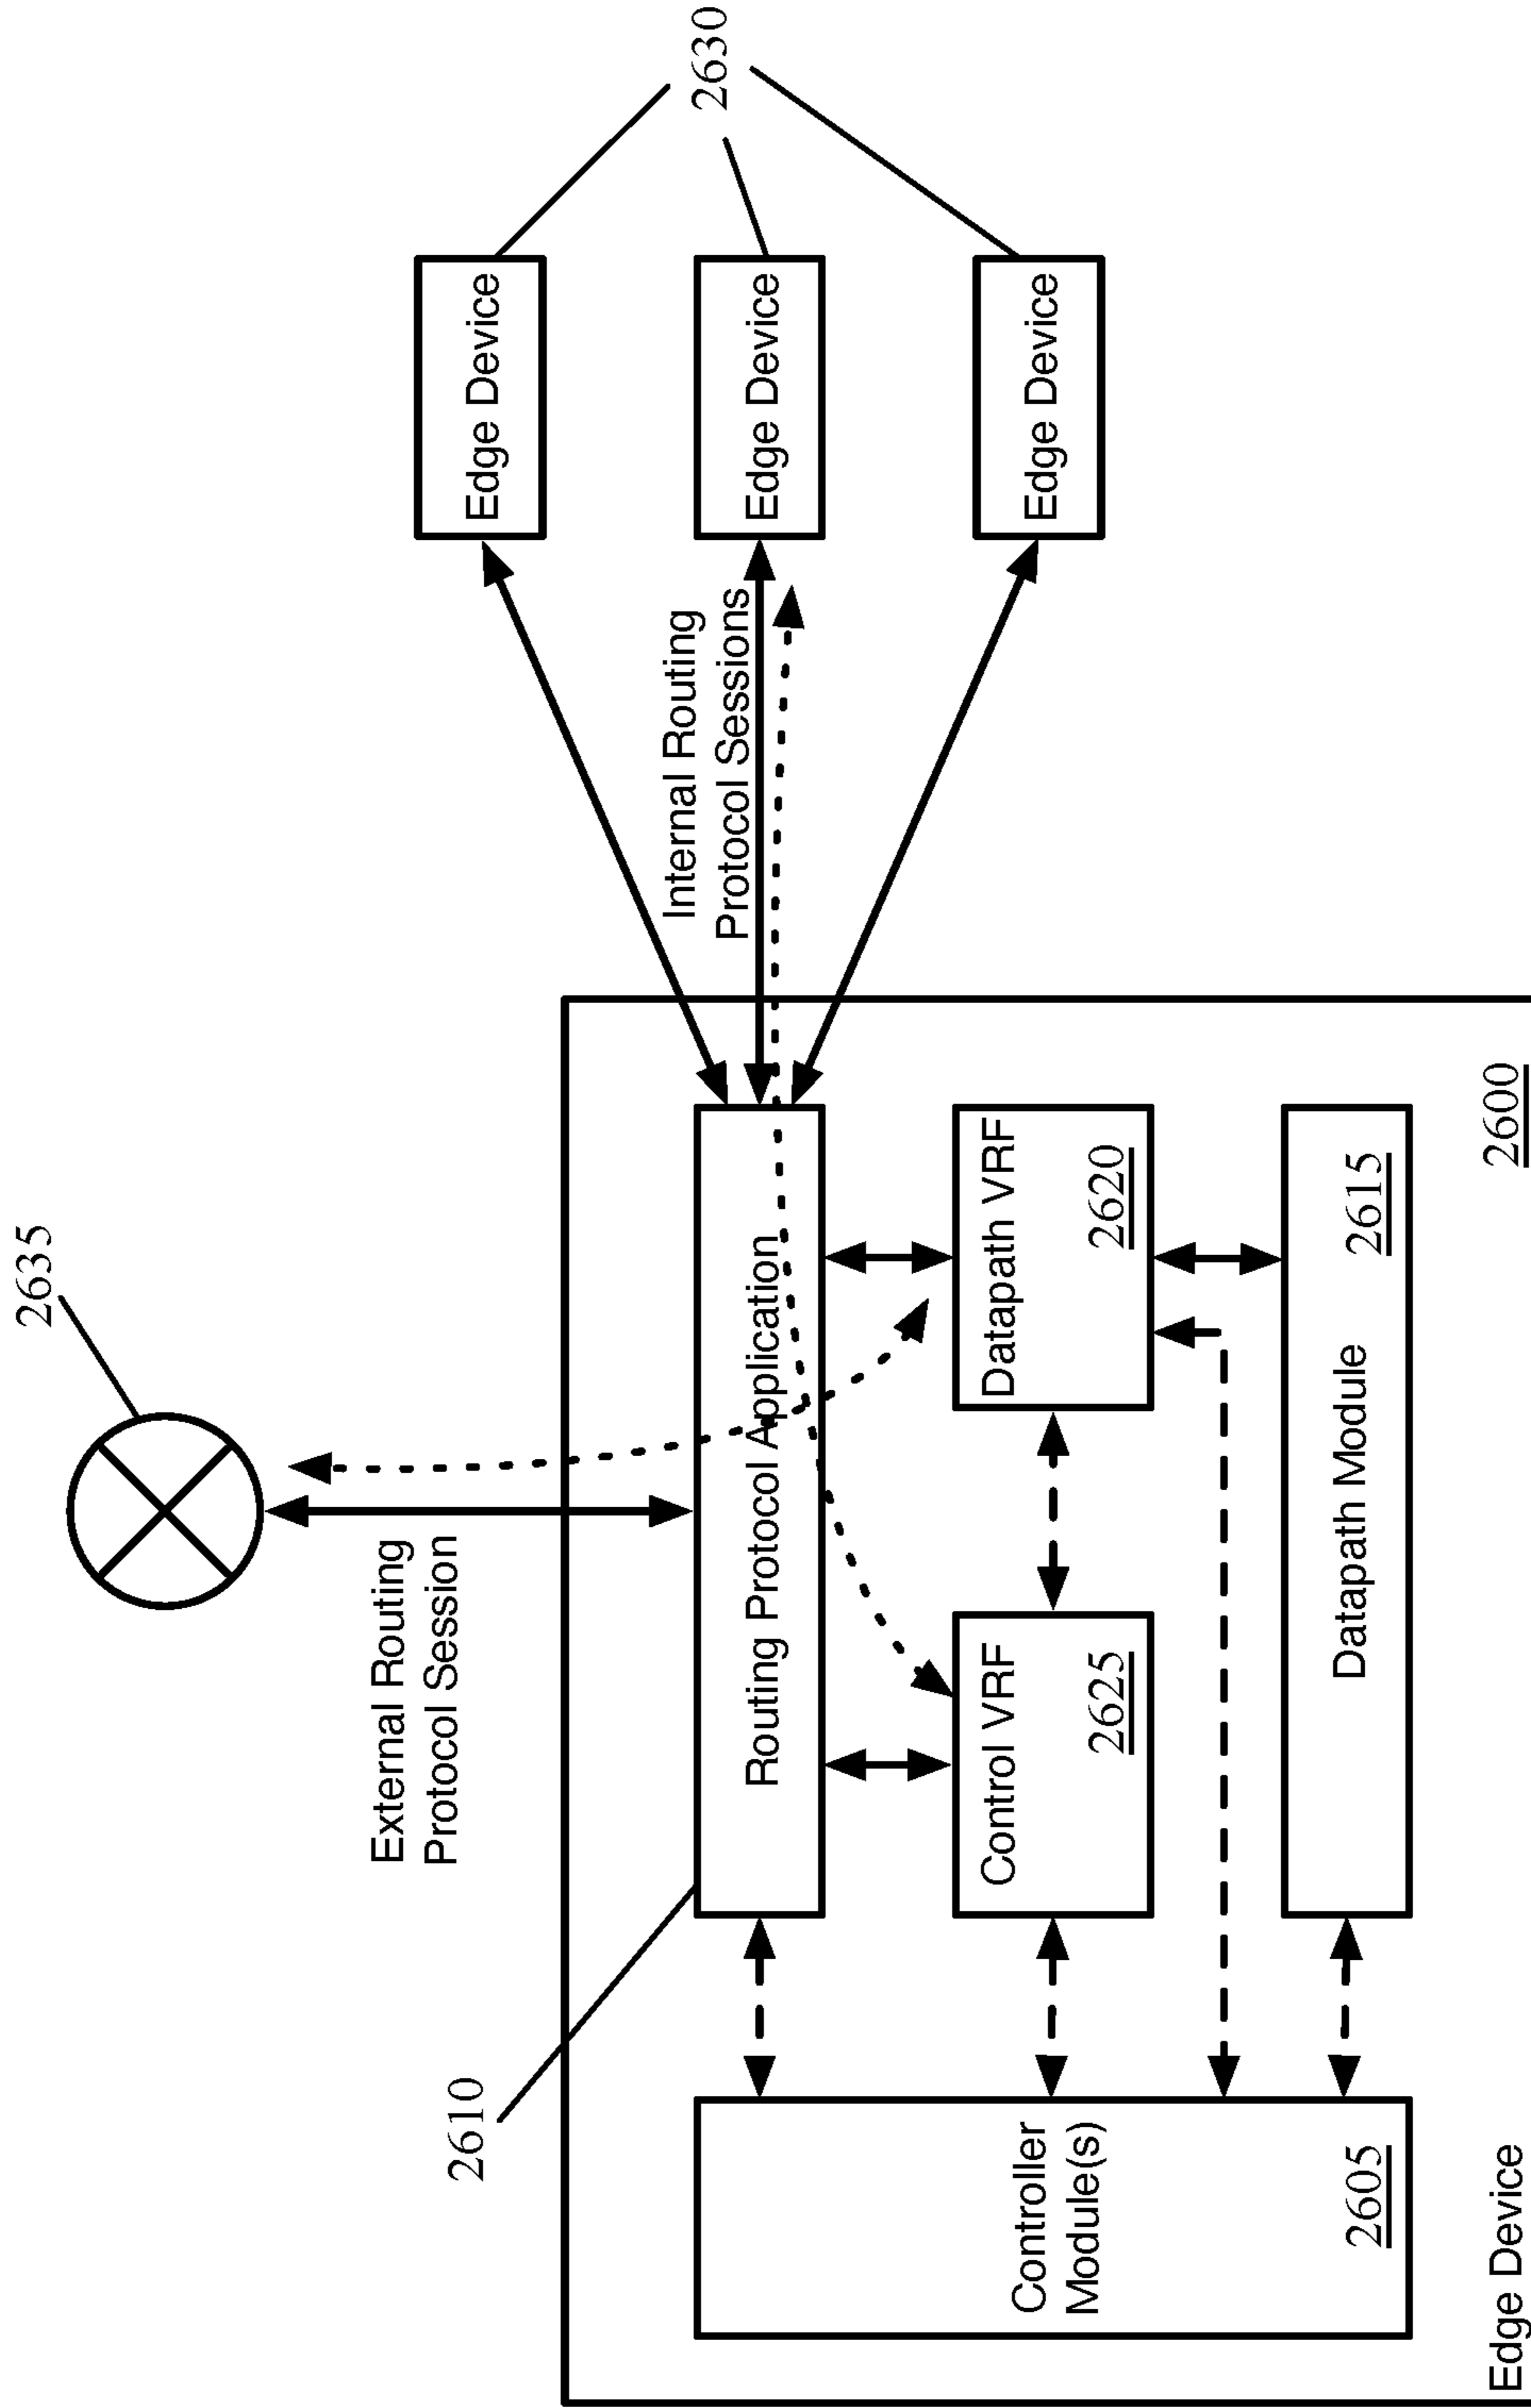 2635
External Routing
Protocol Session
2630
Edge Device
Edge Device
Edge Device
Internal Routing
Protocol Sessions
2610
Routing Protocol Application
Controller
Module(s)
2605
Control VRF
2625
Datapath VRF
2620
Datapath Module
2615
Edge Device
2600